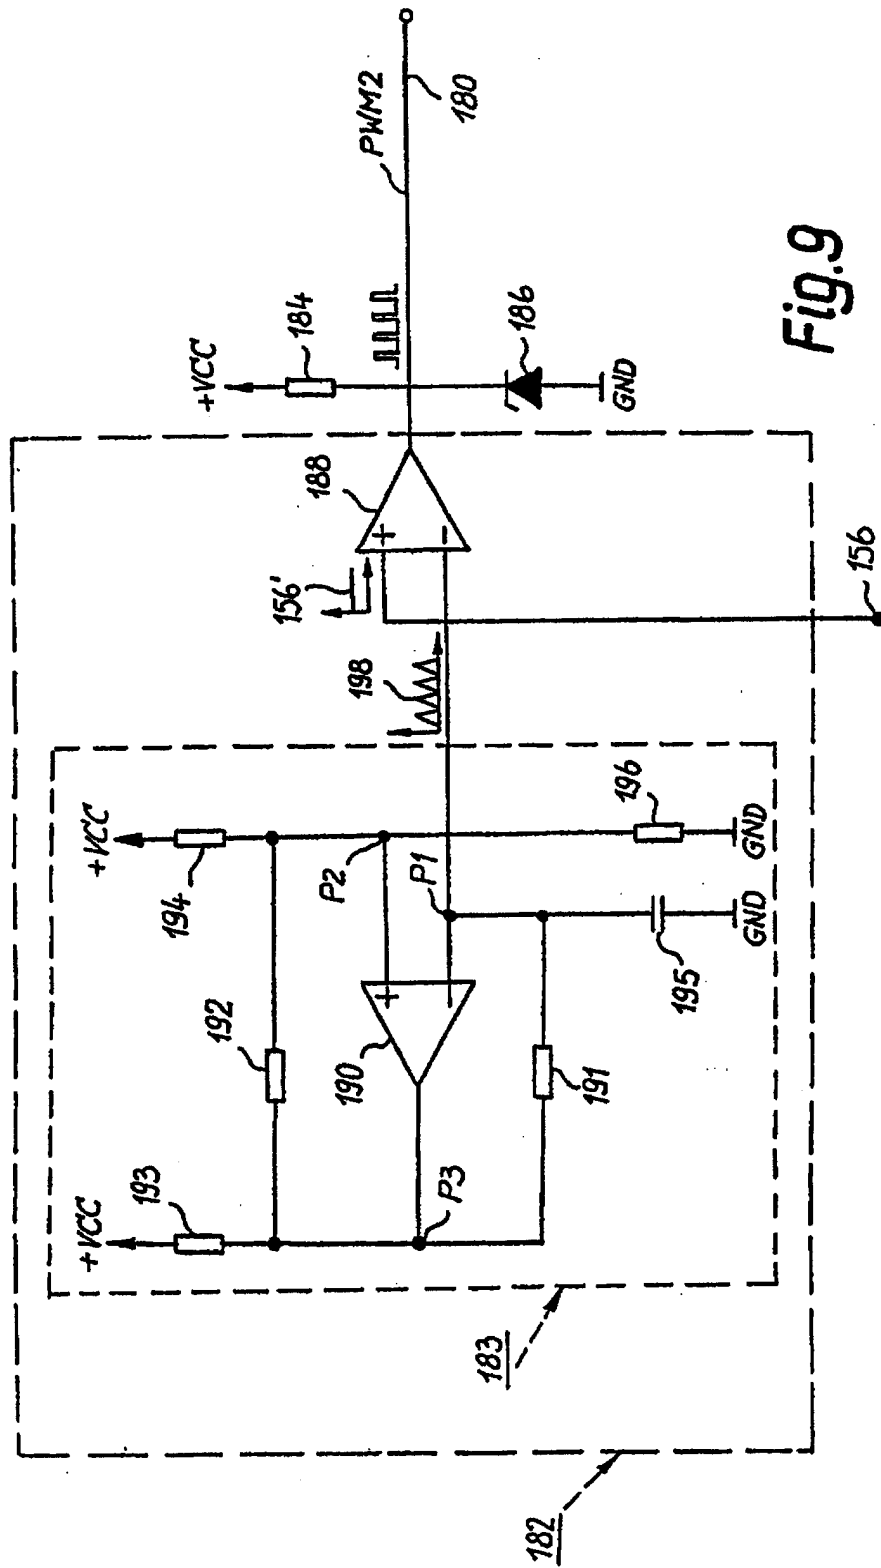 +VCC
193
+VCC
194
192
P2
190
P3
P1
191
195
196
GND
GND
183
182
198
156'
188
156
+VCC
184
186
GND
PWM2
180
Fig.9